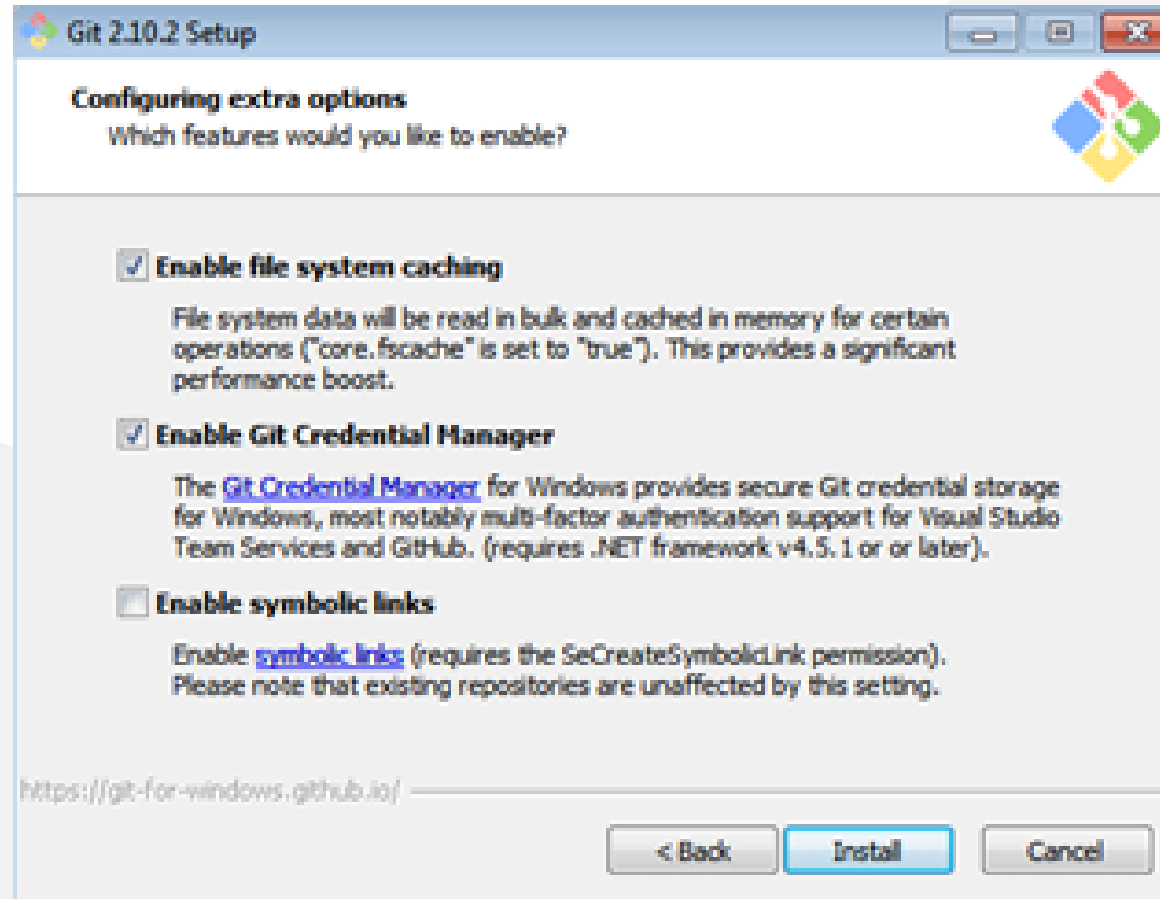 Git 2.10.2 Setup
Configuring extra options
Which features would you like to enable?
Enable file system caching
File system data will be read in bulk and cached in memory for certain
operations ("core.fscache" is set to "true"). This provides a significant
performance boost.
Enable Git Credential Manager
The Git Credential Manager for Windows provides secure Git credential storage
for Windows, most notably multi-factor authentication support for Visual Studio
Team Services and GitHub. (requires .NET framework v4.5.1 or or later).
Enable symbolic links
Enable symbolic links (requires the SeCreateSymbolicLink permission).
Please note that existing repositories are unaffected by this setting.
https://git-for-windows.github.io/
< Back Install Cancel